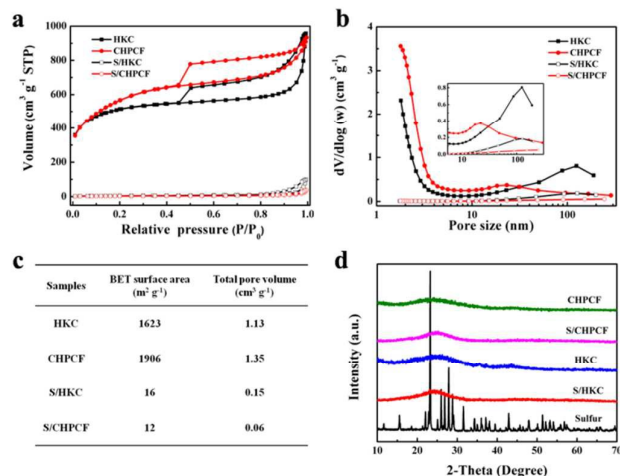 a
Volume (cm³ g⁻¹ STP)
1000
800
600
400
200
0
HKC
CHPCF
S/HKC
S/CHPCF
0.0 0.2 0.4 0.6 0.8 1.0
Relative pressure (P/P₀)
b
dV/dlog (w) (cm³ g⁻¹)
4
3
2
1
0
HKC
CHPCF
S/HKC
S/CHPCF
0.8
0.6
0.4
0.2
0.0
10 100
1 10 100
Pore size (nm)
c
Samples BET surface area (m² g⁻¹) Total pore volume (cm³ g⁻¹)
HKC 1623 1.13
CHPCF 1906 1.35
S/HKC 16 0.15
S/CHPCF 12 0.06
d
Intensity (a.u.)
CHPCF
S/CHPCF
HKC
S/HKC
Sulfur
10 20 30 40 50 60 70
2-Theta (Degree)